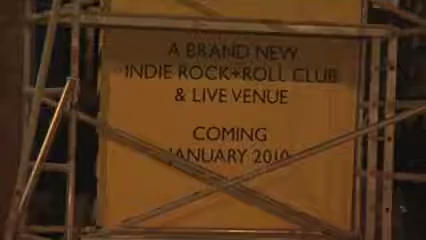 A BRAND NEW
INDIE ROCK+ROLL CLUB
& LIVE VENUE
COMING
JANUARY 2010